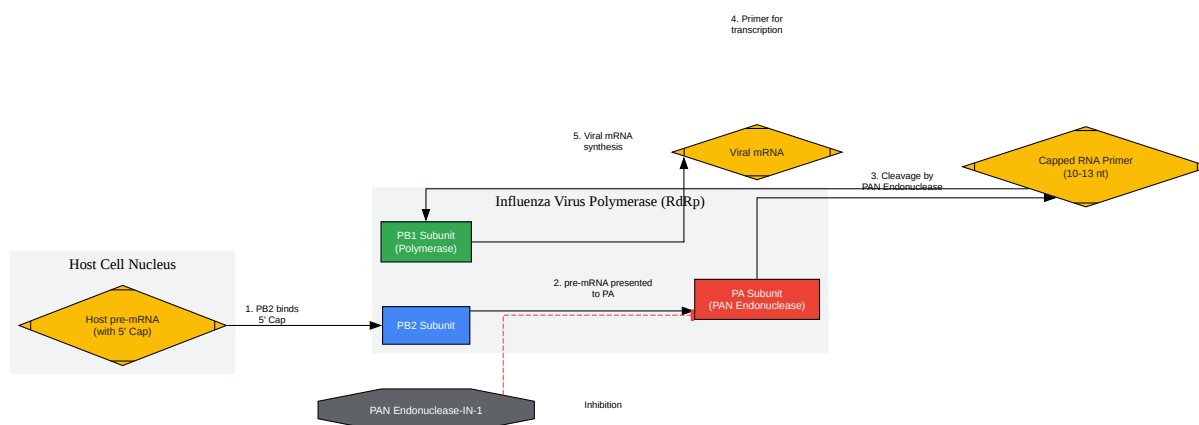 4. Primer for
transcription
5. Viral mRNA
synthesis
Viral mRNA
Capped RNA Primer
(10-13 nt)
3. Cleavage by
PAN Endonuclease
Influenza Virus Polymerase (RdRp)
PB1 Subunit
(Polymerase)
Host Cell Nucleus
Host pre-mRNA
(with 5' Cap)
1. PB2 binds
5' Cap
PB2 Subunit
2. pre-mRNA presented
to PA
PA Subunit
(PAN Endonuclease)
PAN Endonuclease-IN-1
Inhibition